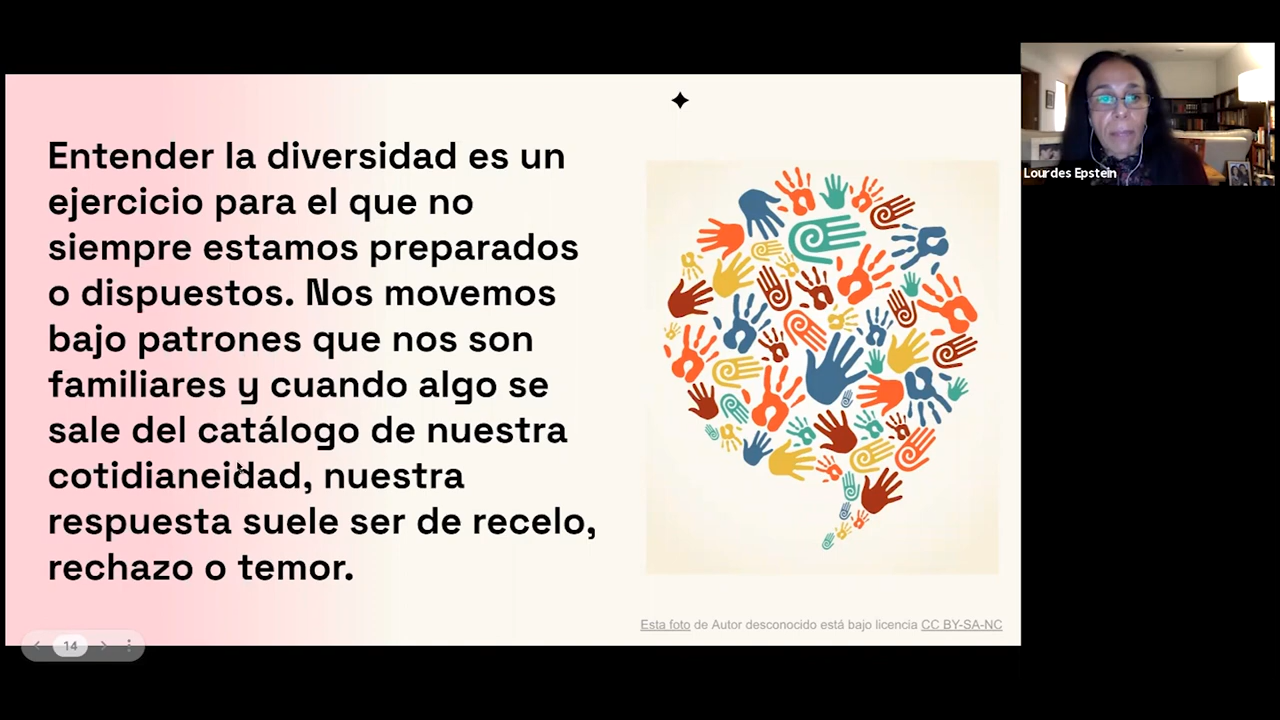 Entender la diversidad es un
ejercicio para el que no
siempre estamos preparados
o dispuestos. Nos movemos
bajo patrones que nos son
familiares y cuando algo se
sale del catálogo de nuestra
cotidianeidad, nuestra
respuesta suele ser de recelo,
rechazo o temor.
Esta foto de Autor desconocido está bajo licencia CC BY-SA-NC
14
Lourdes Epstein